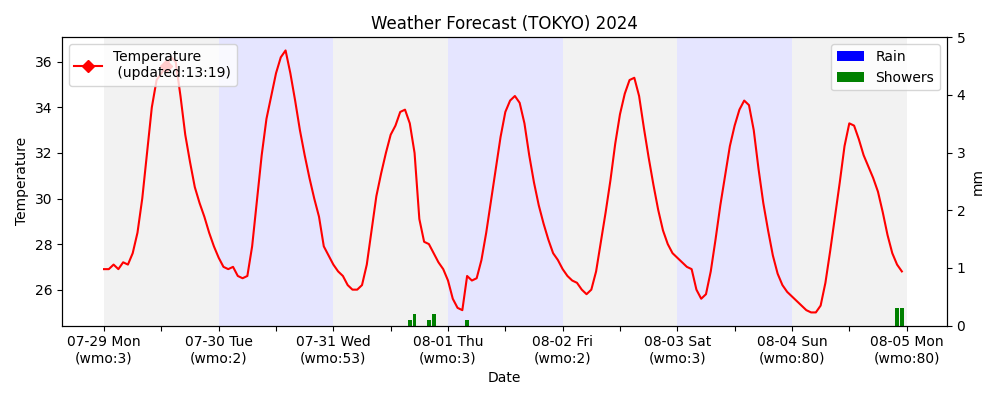 Weather Forecast (TOKYO) 2024
Temperature
(updated:13:19)
Rain
Showers
Temperature
36
34
32
30
28
26
5
4
3
2
1
0
mm
07-29 Mon
(wmo:3)
07-30 Tue
(wmo:2)
07-31 Wed
(wmo:53)
08-01 Thu
(wmo:3)
08-02 Fri
(wmo:2)
08-03 Sat
(wmo:3)
08-04 Sun
(wmo:80)
08-05 Mon
(wmo:80)
Date